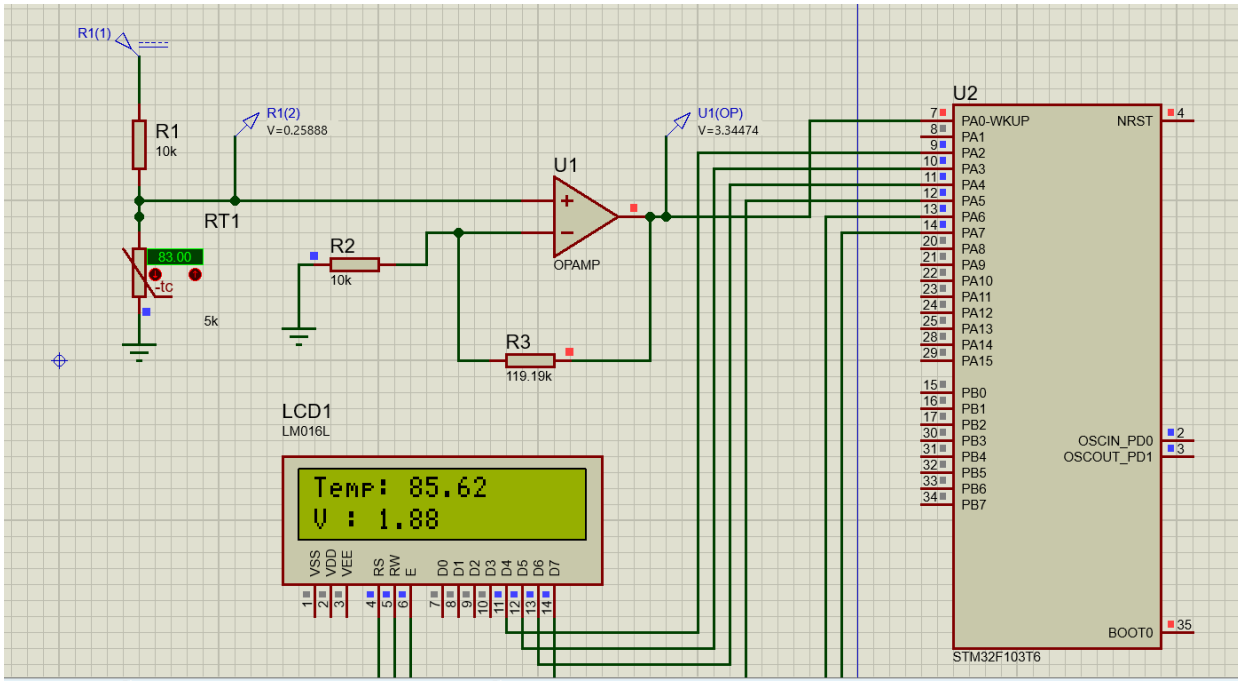 R1(1)
R1
10k
R1(2)
V=0.25888
RT1
83.00
-tc
5k
R2
10k
U1
+
−
OPAMP
U1(OP)
V=3.34474
R3
119.19k
LCD1
LM016L
Temp: 85.62
V : 1.88
VSS
VDD
VEE
RS
RW
E
D0
D1
D2
D3
D4
D5
D6
D7
1
2
3
4
5
6
7
8
9
10
11
12
13
14
U2
7 PA0-WKUP NRST 4
8 PA1
9 PA2
10 PA3
11 PA4
12 PA5
13 PA6
14 PA7
20 PA8
21 PA9
22 PA10
23 PA11
24 PA12
25 PA13
28 PA14
29 PA15
15 PB0
16 PB1
17 PB2
30 PB3 OSCIN_PD0 2
31 PB4 OSCOUT_PD1 3
32 PB5
33 PB6
34 PB7
BOOT0 35
STM32F103T6